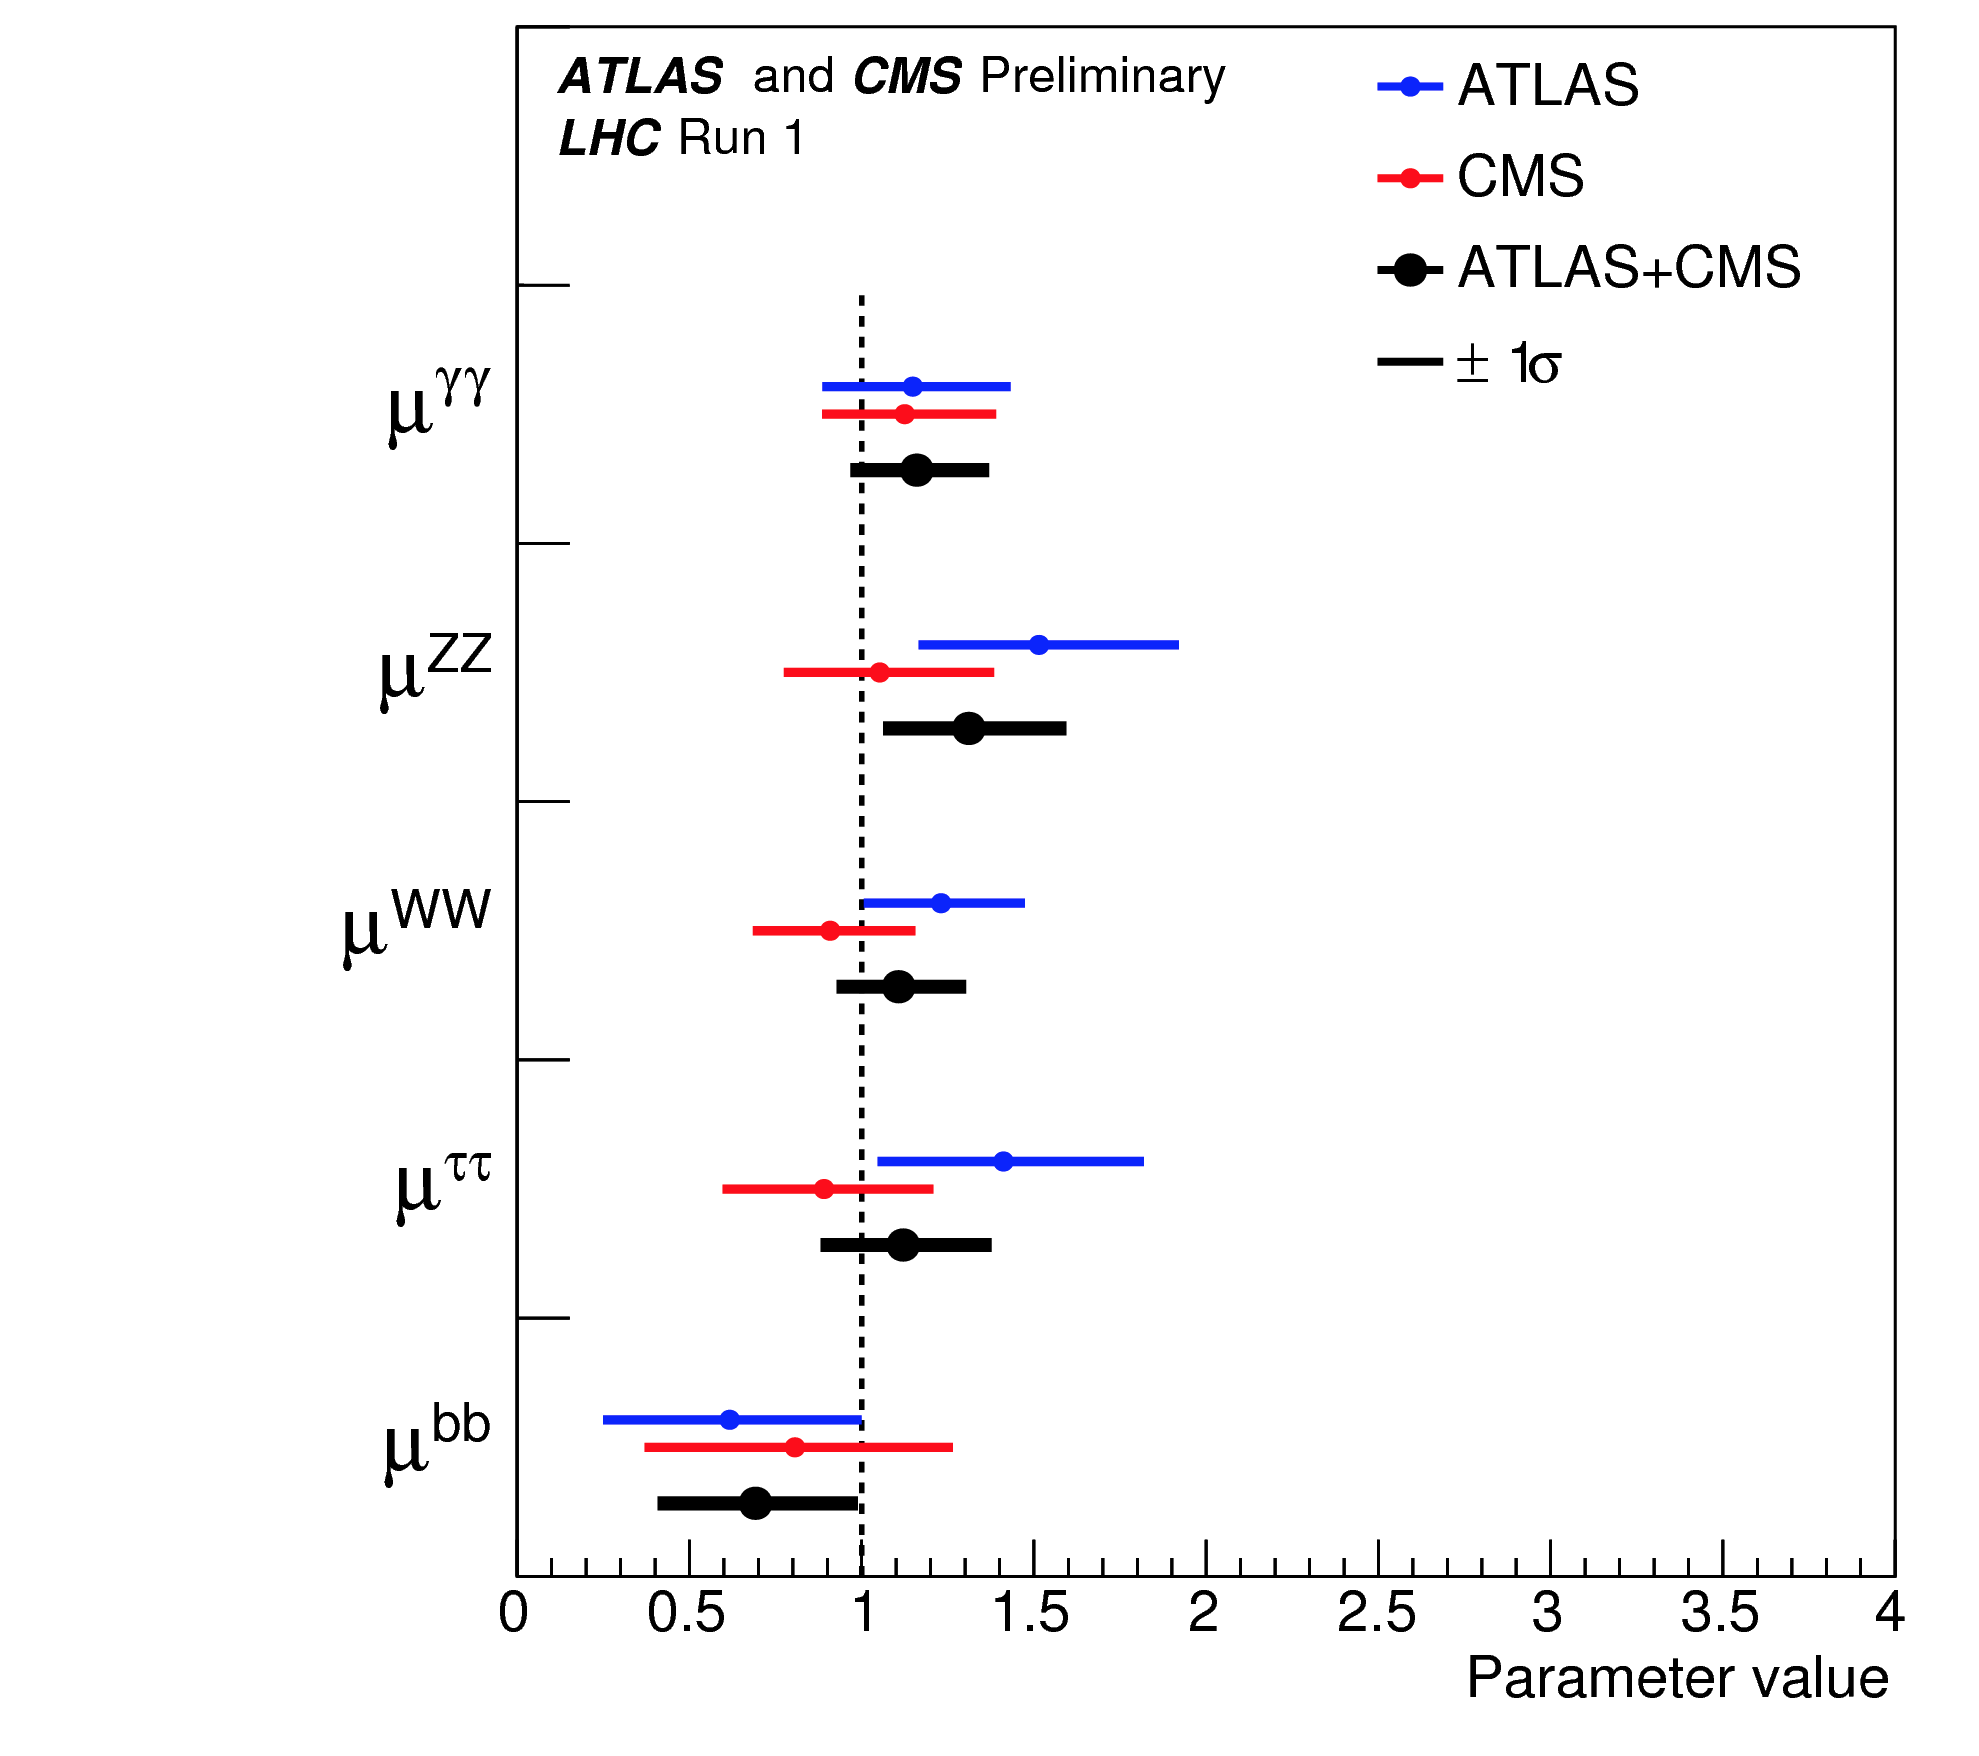 ATLAS and CMS Preliminary
LHC Run 1
ATLAS
CMS
ATLAS+CMS
± 1σ
μ^γγ
μ^ZZ
μ^WW
μ^ττ
μ^bb
0 0.5 1 1.5 2 2.5 3 3.5 4
Parameter value